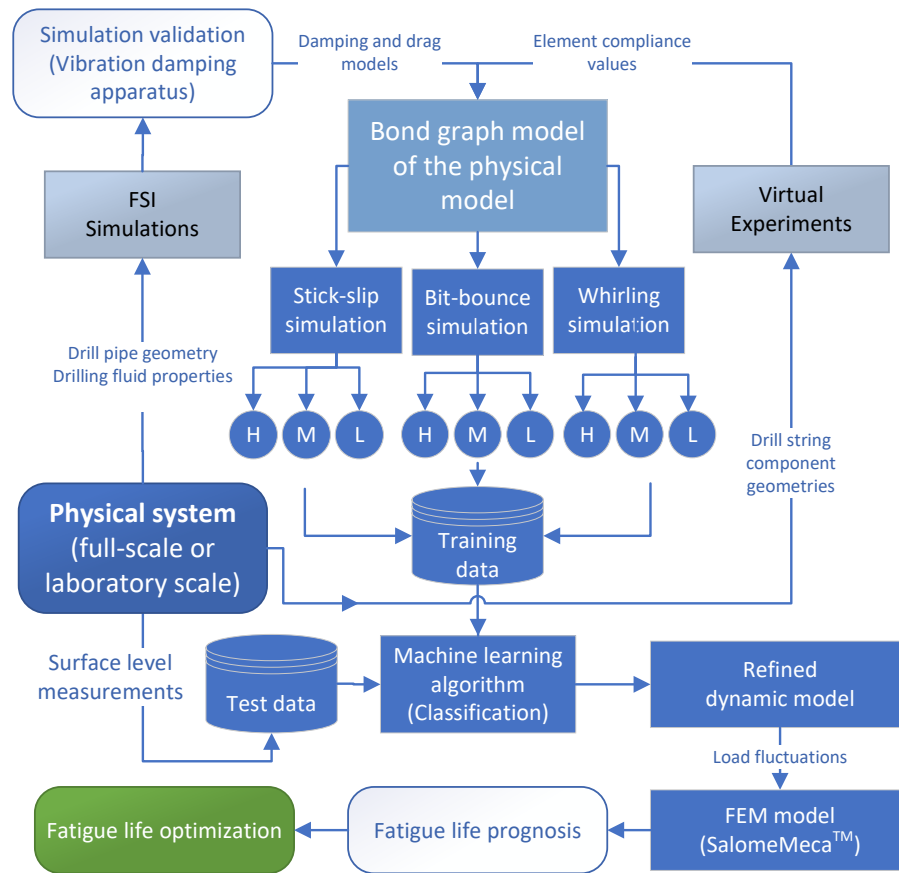 Simulation validation
(Vibration damping
apparatus)
Damping and drag
models
Element compliance
values
Bond graph model
of the physical
model
FSI
Simulations
Virtual
Experiments
Stick-slip
simulation
Bit-bounce
simulation
Whirling
simulation
Drill pipe geometry
Drilling fluid properties
H
M
L
H
M
L
H
M
L
Drill string
component
geometries
Physical system
(full-scale or
laboratory scale)
Training
data
Surface level
measurements
Test data
Machine learning
algorithm
(Classification)
Refined
dynamic model
Load fluctuations
FEM model
(SalomeMeca™)
Fatigue life prognosis
Fatigue life optimization